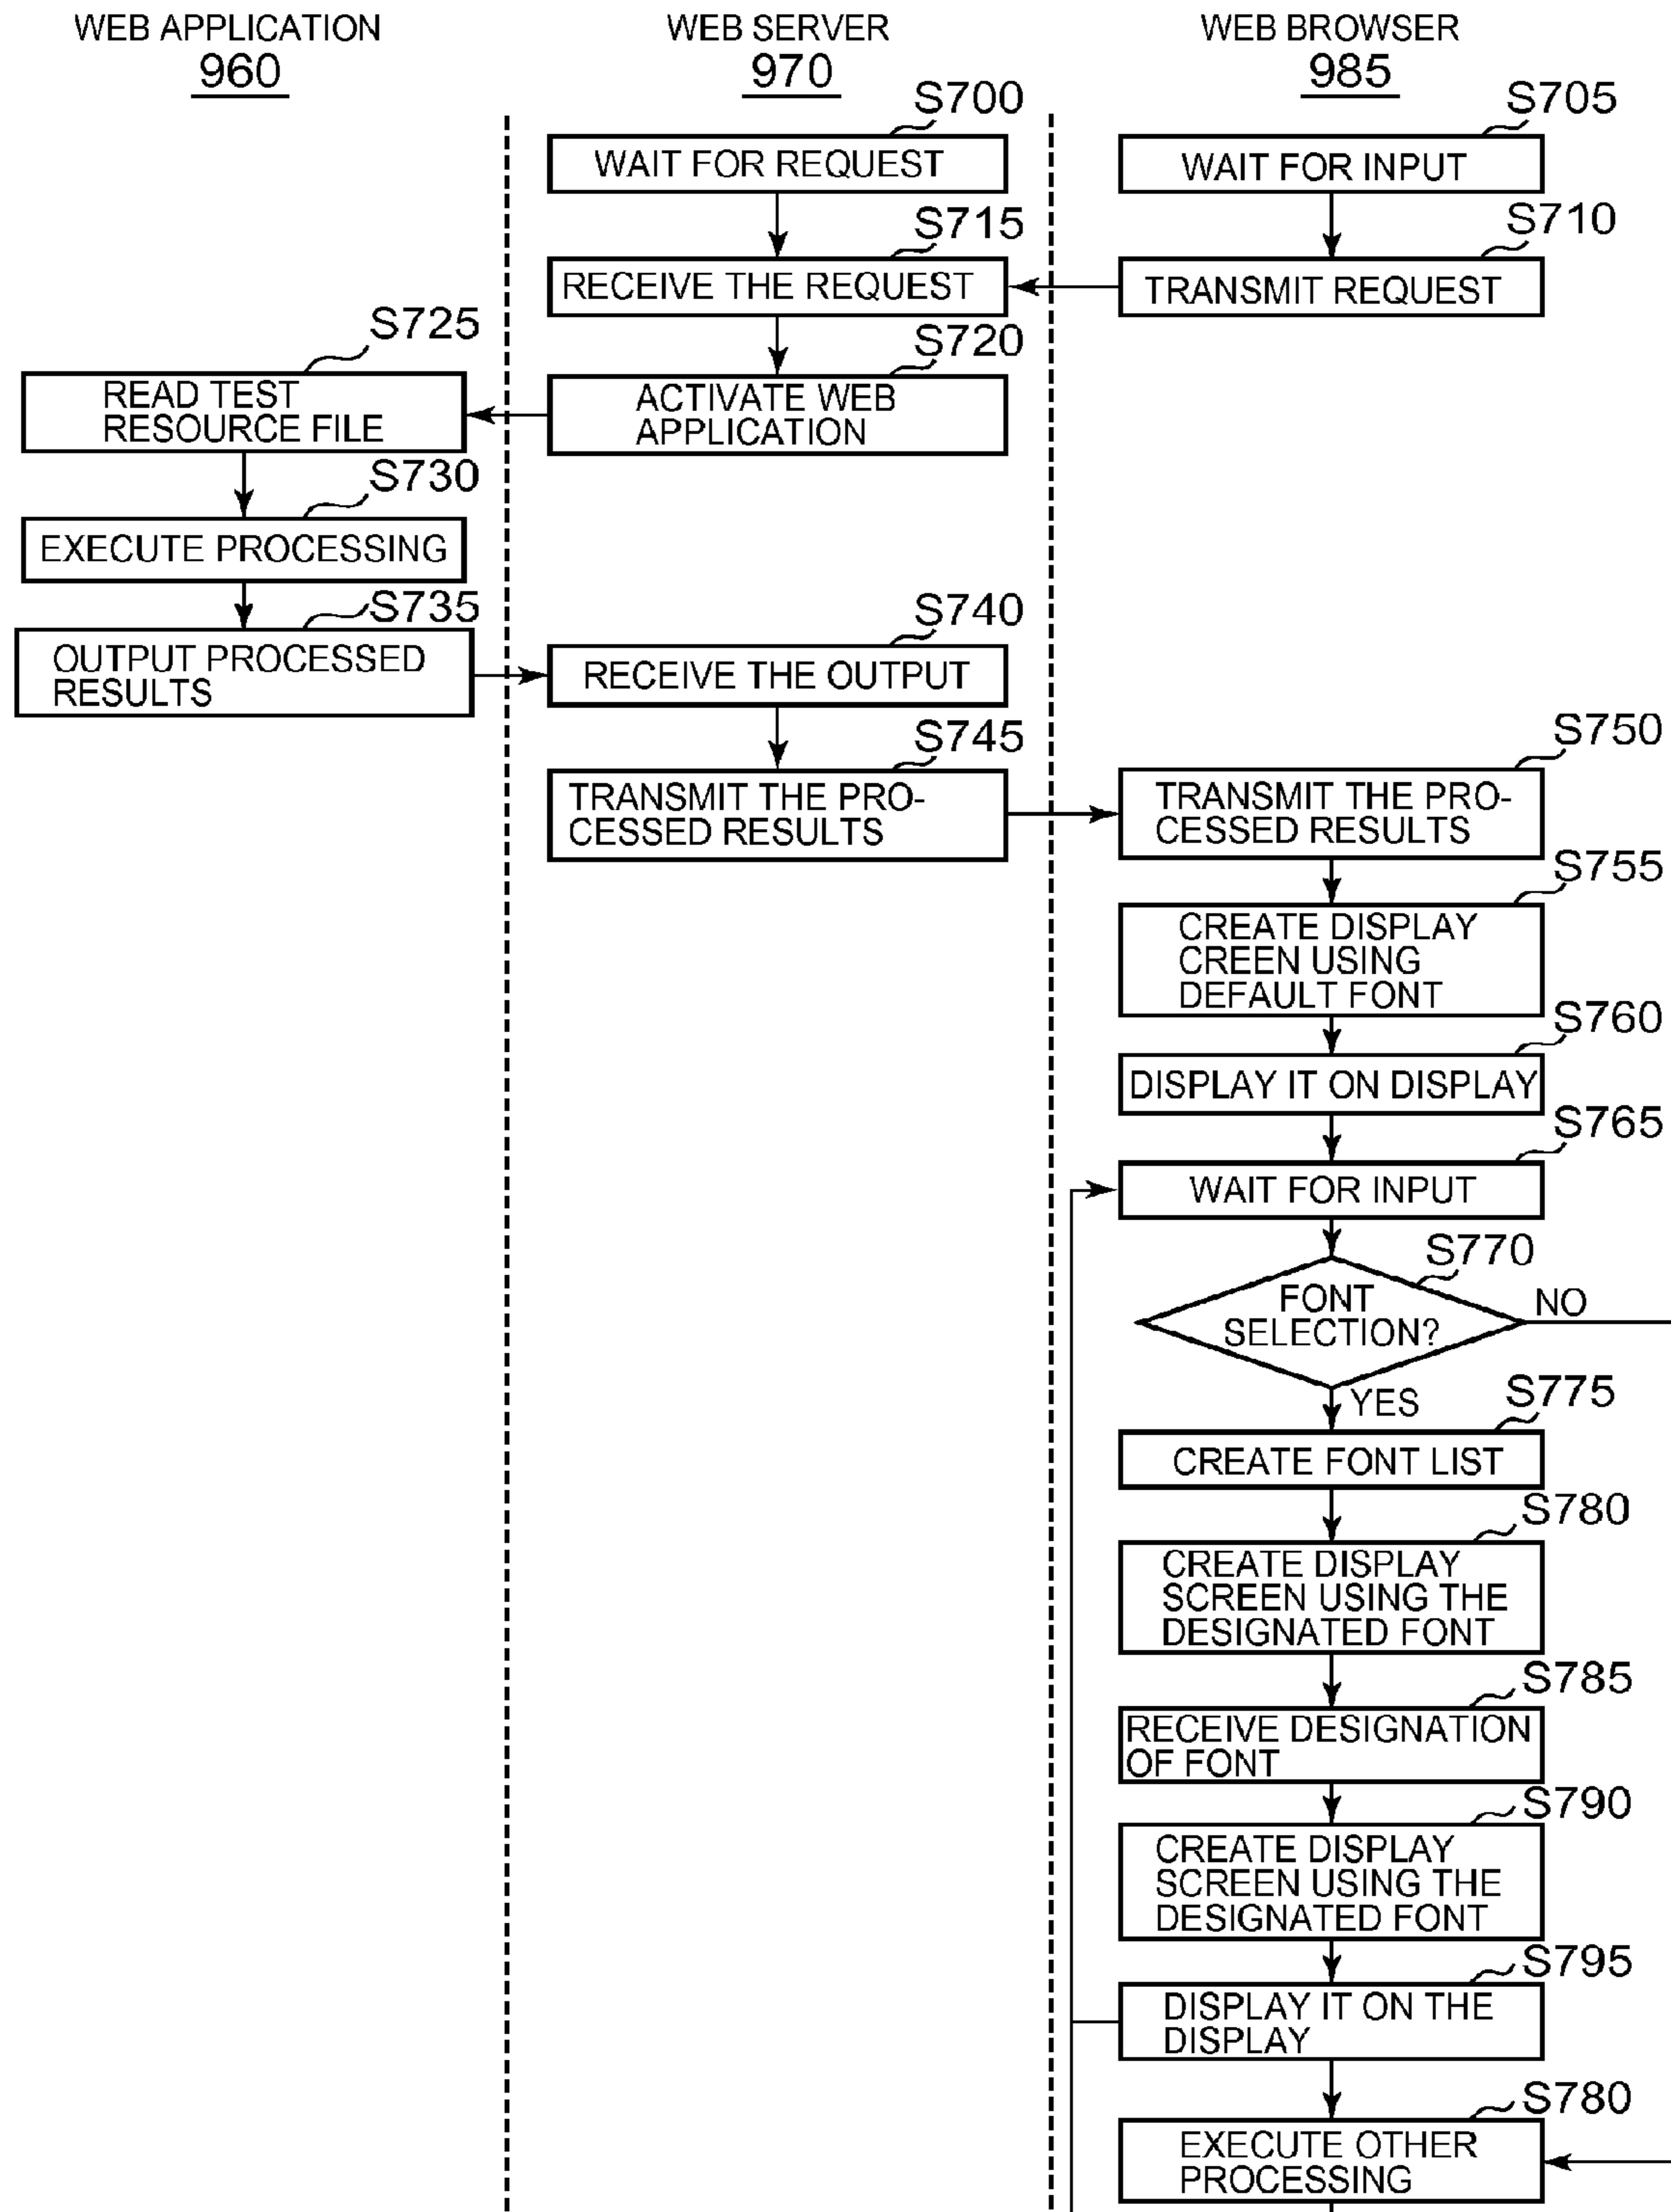 WEB APPLICATION
960
WEB SERVER
970
WEB BROWSER
985
S700
WAIT FOR REQUEST
S705
WAIT FOR INPUT
S715
RECEIVE THE REQUEST
S710
TRANSMIT REQUEST
S725
READ TEST
RESOURCE FILE
S720
ACTIVATE WEB
APPLICATION
S730
EXECUTE PROCESSING
S735
OUTPUT PROCESSED
RESULTS
S740
RECEIVE THE OUTPUT
S745
TRANSMIT THE PRO-
CESSED RESULTS
S750
TRANSMIT THE PRO-
CESSED RESULTS
S755
CREATE DISPLAY
CREEN USING
DEFAULT FONT
S760
DISPLAY IT ON DISPLAY
S765
WAIT FOR INPUT
S770
FONT
SELECTION?
NO
YES
S775
CREATE FONT LIST
S780
CREATE DISPLAY
SCREEN USING THE
DESIGNATED FONT
S785
RECEIVE DESIGNATION
OF FONT
S790
CREATE DISPLAY
SCREEN USING THE
DESIGNATED FONT
S795
DISPLAY IT ON THE
DISPLAY
S780
EXECUTE OTHER
PROCESSING